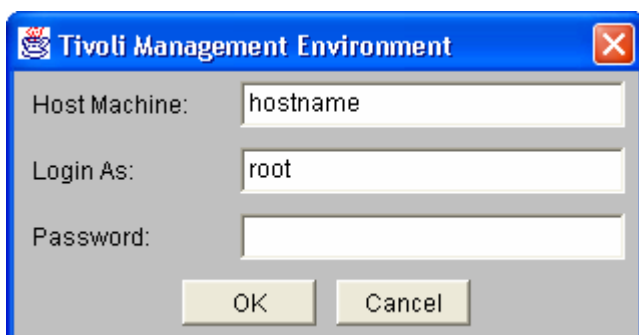 Tivoli Management Environment
Host Machine: hostname
Login As: root
Password:
OK Cancel